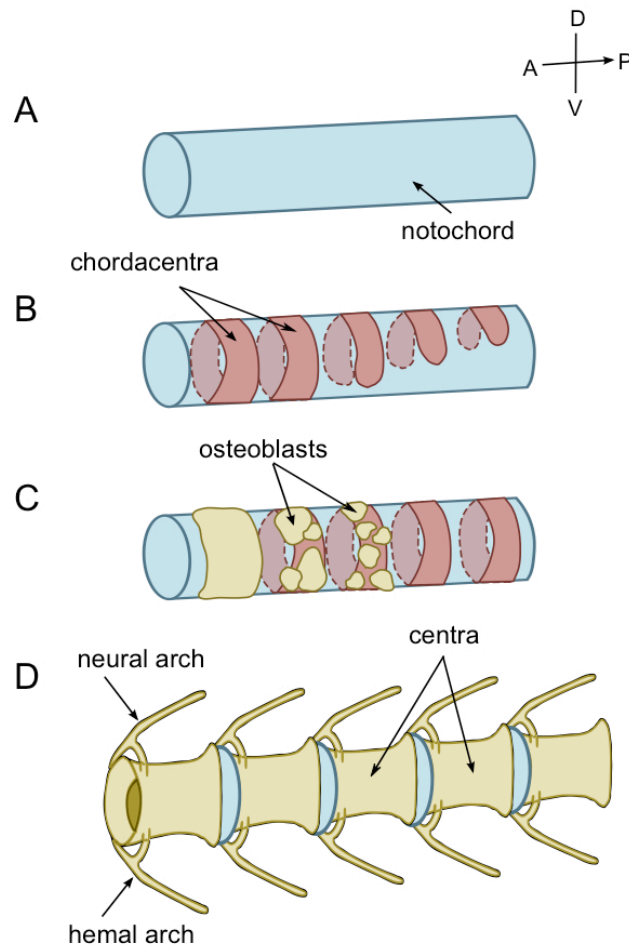 D
A P
V
A
notochord
chordacentra
B
osteoblasts
C
centra
neural arch
D
hemal arch